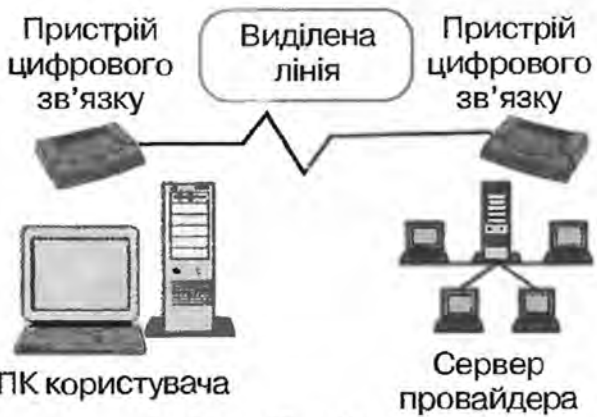 Пристрій
цифрового
зв'язку
Виділена
лінія
Пристрій
цифрового
зв'язку
ПК користувача
Сервер
провайдера